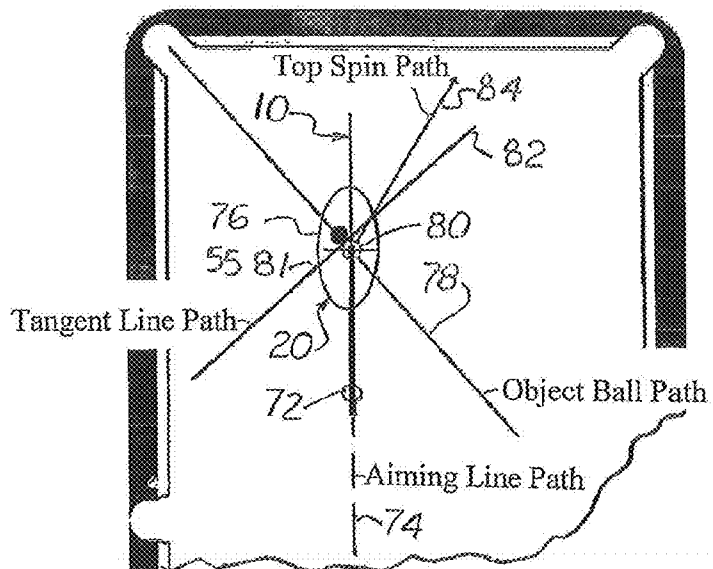 Top Spin Path
84
10
82
76
80
55 81
78
Tangent Line Path
20
72
Object Ball Path
Aiming Line Path
74